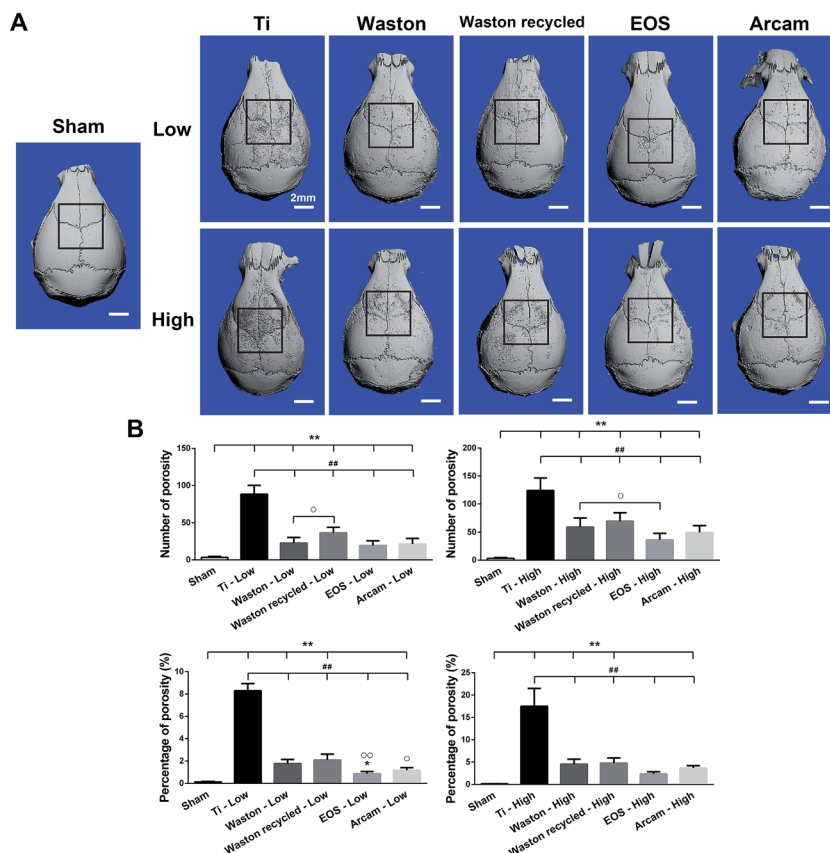 A
Ti
Waston
Waston recycled
EOS
Arcam
Sham
Low
2mm
High
B
Number of porosity
150
100
50
0
**
##
○
Sham
Ti - Low
Waston - Low
Waston recycled - Low
EOS - Low
Arcam - Low
Number of porosity
200
150
100
50
0
**
##
○
Sham
Ti - High
Waston - High
Waston recycled - High
EOS - High
Arcam - High
Percentage of porosity (%)
10
8
6
4
2
0
**
##
○○
*
○
Sham
Ti - Low
Waston - Low
Waston recycled - Low
EOS - Low
Arcam - Low
Percentage of porosity (%)
25
20
15
10
5
0
**
##
Sham
Ti - High
Waston - High
Waston recycled - High
EOS - High
Arcam - High